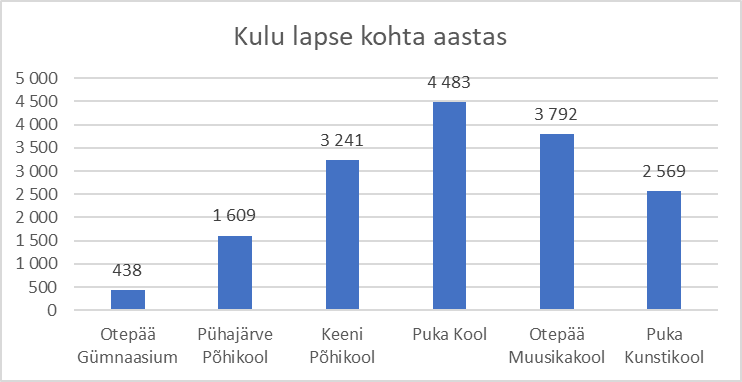 Kulu lapse kohta aastas
5 000
4 500
4 000
3 500
3 000
2 500
2 000
1 500
1 000
500
0
438
1 609
3 241
4 483
3 792
2 569
Otepää
Gümnaasium
Pühajärve
Põhikool
Keeni
Põhikool
Puka Kool
Otepää
Muusikakool
Puka
Kunstikool